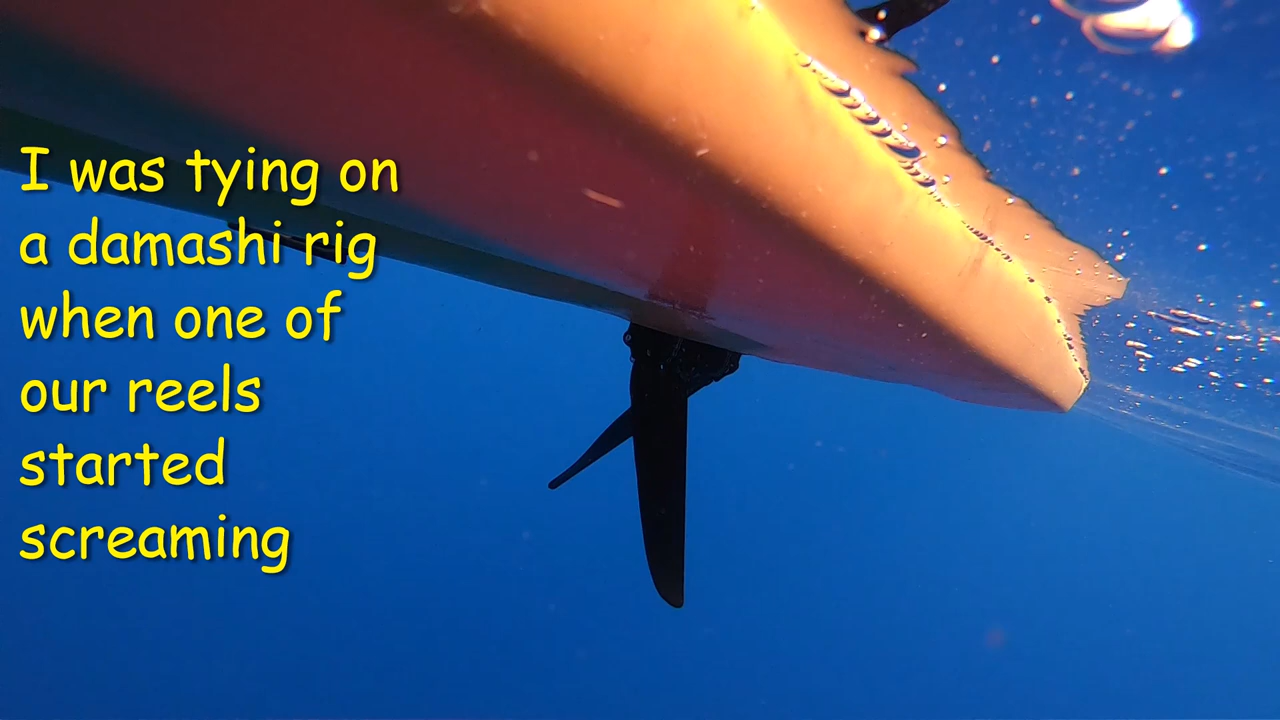 I was tying on
a damashi rig
when one of
our reels
started
screaming